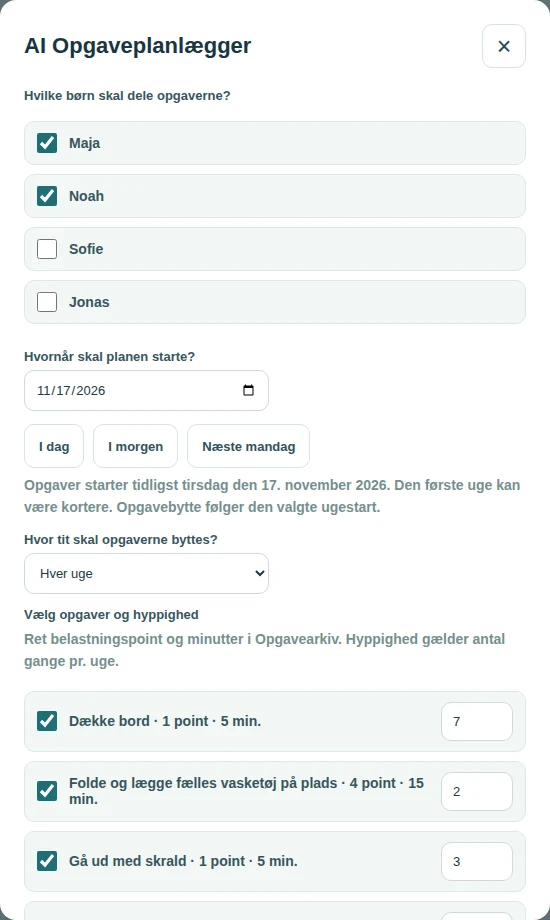 AI Opgaveplanlægger
Hvilke børn skal dele opgaverne?
Maja
Noah
Sofie
Jonas
Hvornår skal planen starte?
11/17/2026
I dag
I morgen
Næste mandag
Opgaver starter tidligst tirsdag den 17. november 2026. Den første uge kan
være kortere. Opgavebytte følger den valgte ugestart.
Hvor tit skal opgaverne byttes?
Hver uge
Vælg opgaver og hyppighed
Ret belastningspoint og minutter i Opgavearkiv. Hyppighed gælder antal
gange pr. uge.
Dække bord · 1 point · 5 min.
7
Folde og lægge fælles vasketøj på plads · 4 point · 15
min.
2
Gå ud med skrald · 1 point · 5 min.
3